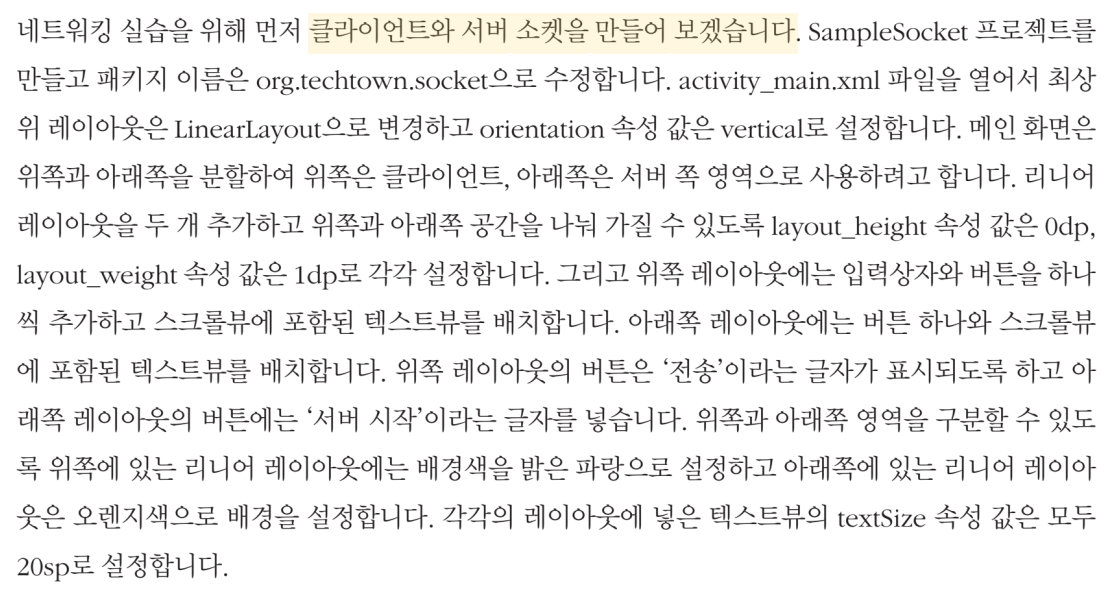 네트워킹 실습을 위해 먼저 클라이언트와 서버 소켓을 만들어 보겠습니다. SampleSocket 프로젝트를
만들고 패키지 이름은 org.techtown.socket으로 수정합니다. activity_main.xml 파일을 열어서 최상
위 레이아웃은 LinearLayout으로 변경하고 orientation 속성 값은 vertical로 설정합니다. 메인 화면은
위쪽과 아래쪽을 분할하여 위쪽은 클라이언트, 아래쪽은 서버 쪽 영역으로 사용하려고 합니다. 리니어
레이아웃을 두 개 추가하고 위쪽과 아래쪽 공간을 나눠 가질 수 있도록 layout_height 속성 값은 0dp,
layout_weight 속성 값은 1dp로 각각 설정합니다. 그리고 위쪽 레이아웃에는 입력상자와 버튼을 하나
씩 추가하고 스크롤뷰에 포함된 텍스트뷰를 배치합니다. 아래쪽 레이아웃에는 버튼 하나와 스크롤뷰
에 포함된 텍스트뷰를 배치합니다. 위쪽 레이아웃의 버튼은 ‘전송’이라는 글자가 표시되도록 하고 아
래쪽 레이아웃의 버튼에는 ‘서버 시작’이라는 글자를 넣습니다. 위쪽과 아래쪽 영역을 구분할 수 있도
록 위쪽에 있는 리니어 레이아웃에는 배경색을 밝은 파랑으로 설정하고 아래쪽에 있는 리니어 레이아
웃은 오렌지색으로 배경을 설정합니다. 각각의 레이아웃에 넣은 텍스트뷰의 textSize 속성 값은 모두
20sp로 설정합니다.